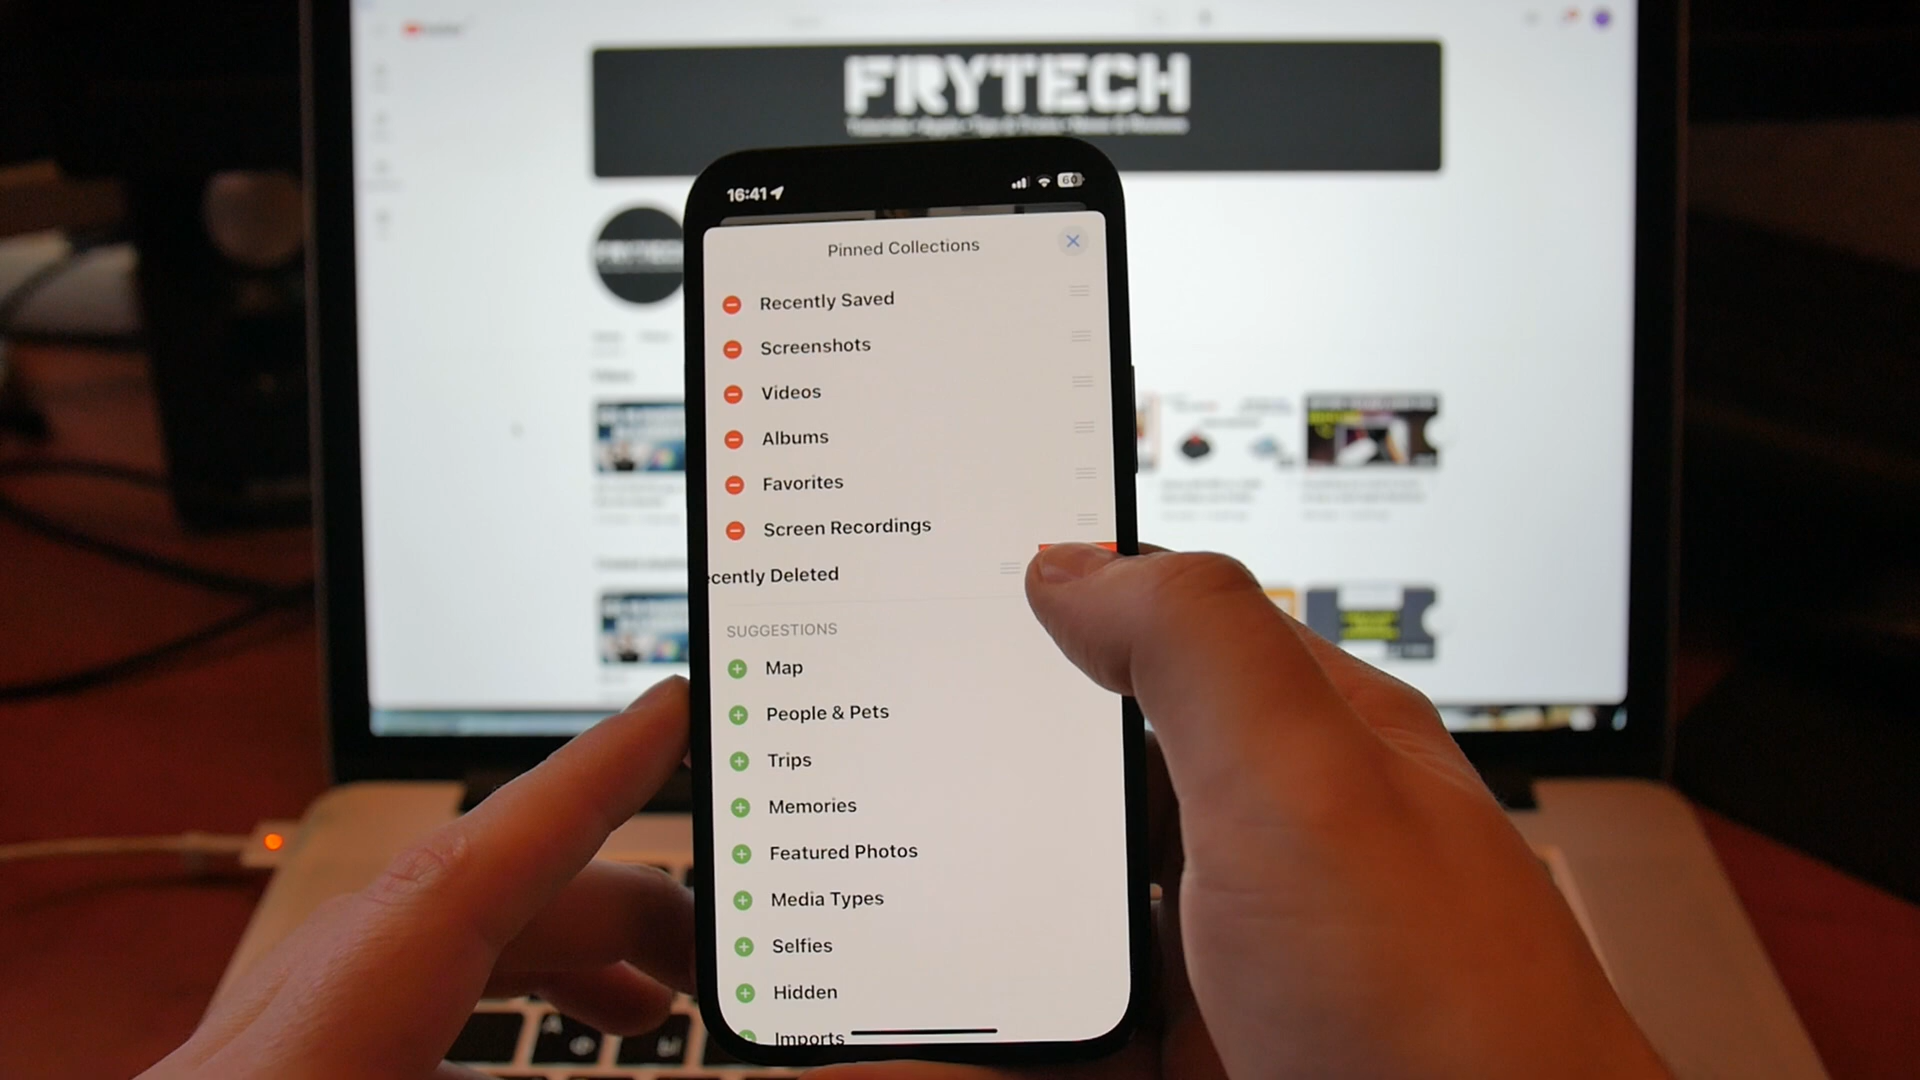 FRYTECH
16:41
60
Pinned Collections
Recently Saved
Screenshots
Videos
Albums
Favorites
Screen Recordings
ecently Deleted
SUGGESTIONS
Map
People & Pets
Trips
Memories
Featured Photos
Media Types
Selfies
Hidden
Imports